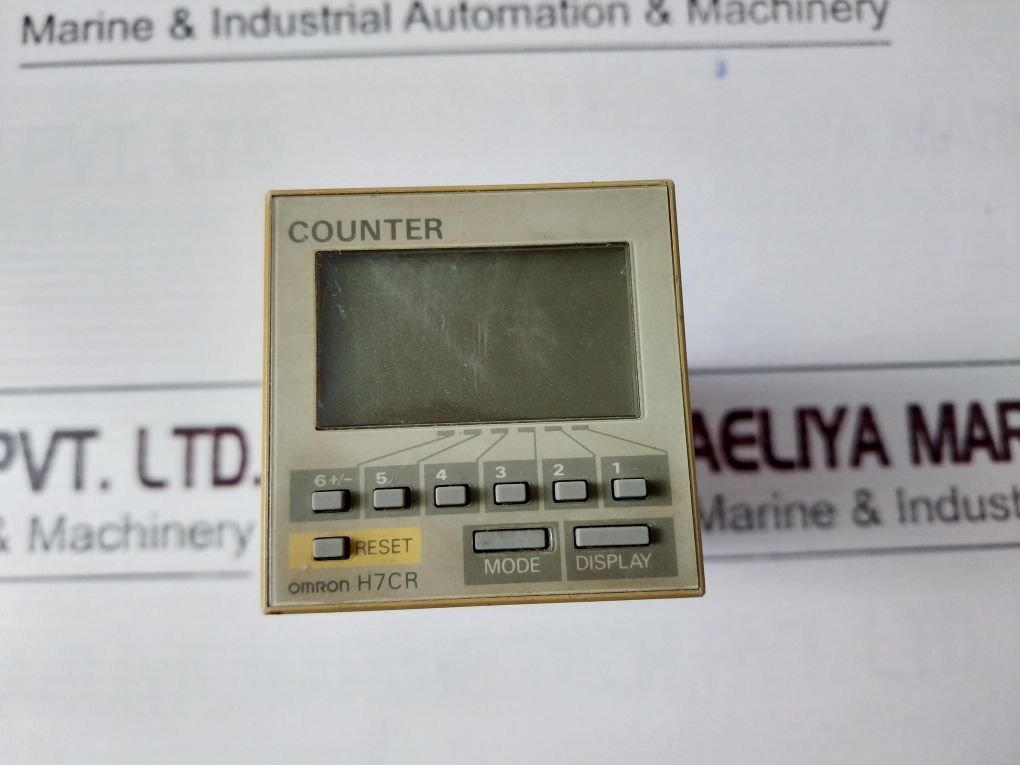 Marine & Industrial Automation & Machinery
COUNTER
PVT. LTD.
AELIYA MAR
& Machinery
Marine & Indust
6+/- 5 4 3 2 1
RESET
MODE DISPLAY
OMRON H7CR